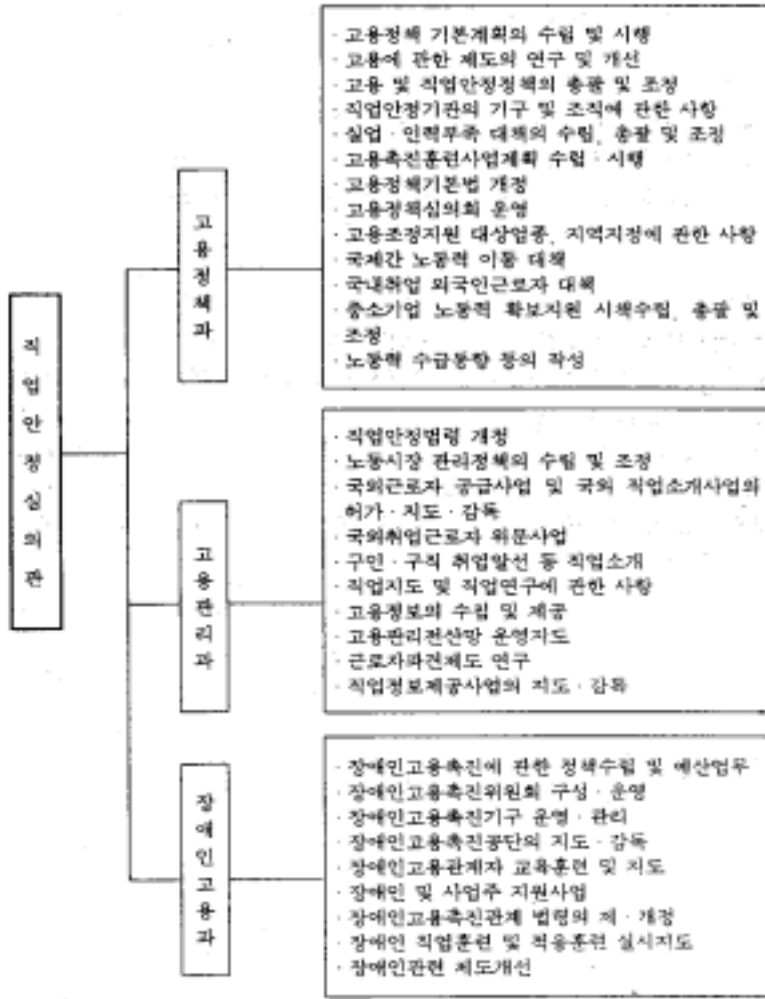 직업안정심의관
고용정책과
· 고용정책 기본계획의 수립 및 시행
· 고용에 관한 제도의 연구 및 개선
· 고용 및 직업안정정책의 총괄 및 조정
· 직업안정기관의 기구 및 조직에 관한 사항
· 실업 · 인력부족 대책의 수립, 총괄 및 조정
· 고용촉진훈련사업계획 수립 · 시행
· 고용정책기본법 개정
· 고용정책심의회 운영
· 고용조정지원 대상업종, 지역지정에 관한 사항
· 국제간 노동력 이동 대책
· 국내취업 외국인근로자 대책
· 중소기업 노동력 확보지원 시책수립, 총괄 및
조정
· 노동력 수급동향 등의 작성
고용관리과
· 직업안정법령 개정
· 노동시장 관리정책의 수립 및 조정
· 국외근로자 공급사업 및 국외 직업소개사업의
허가 · 지도 · 감독
· 국외취업근로자 위문사업
· 구인 · 구직 취업알선 등 직업소개
· 직업지도 및 직업연구에 관한 사항
· 고용정보의 수집 및 제공
· 고용관리전산망 운영지도
· 근로자파견제도 연구
· 직업정보제공사업의 지도 · 감독
장애인고용과
· 장애인고용촉진에 관한 정책수립 및 예산업무
· 장애인고용촉진위원회 구성 · 운영
· 장애인고용촉진기구 운영 · 관리
· 장애인고용촉진공단의 지도 · 감독
· 장애인고용관계자 교육훈련 및 지도
· 장애인 및 사업주 지원사업
· 장애인고용촉진관계 법령의 제 · 개정
· 장애인 직업훈련 및 적응훈련 실시지도
· 장애인관련 제도개선